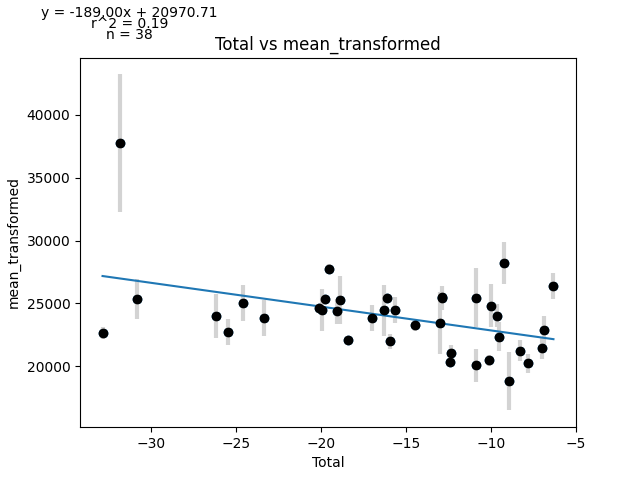 y = -189.00x + 20970.71
r^2 = 0.19
n = 38
Total vs mean_transformed
40000
35000
30000
25000
20000
mean_transformed
−30
−25
−20
−15
−10
−5
Total